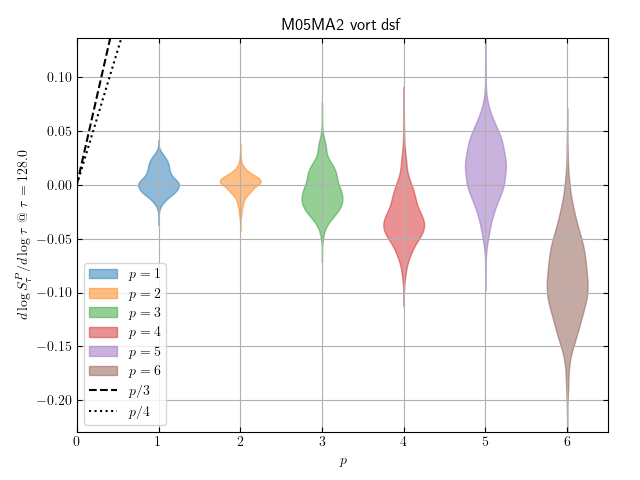 M05MA2 vort dsf
d log S_τ^P / d log τ @ τ = 128.0
0.10
0.05
0.00
−0.05
−0.10
−0.15
−0.20
p = 1
p = 2
p = 3
p = 4
p = 5
p = 6
p/3
p/4
0 1 2 3 4 5 6
p